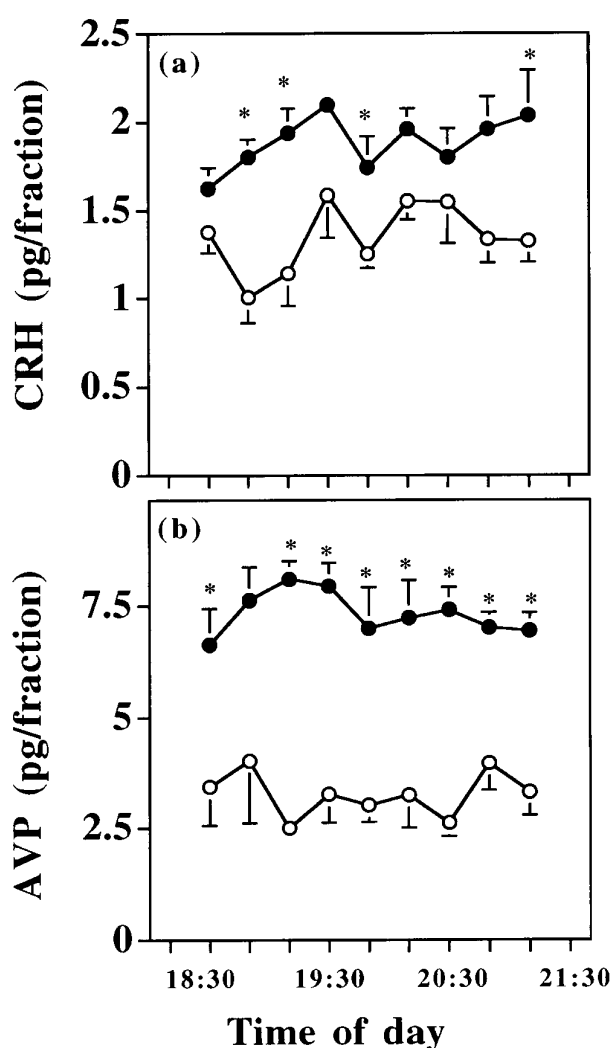 (a)
CRH (pg/fraction)
2.5
2
1.5
1
0.5
0
* * * *
(b)
AVP (pg/fraction)
7.5
5
2.5
0
* * * * * * * *
18:30 19:30 20:30 21:30
Time of day